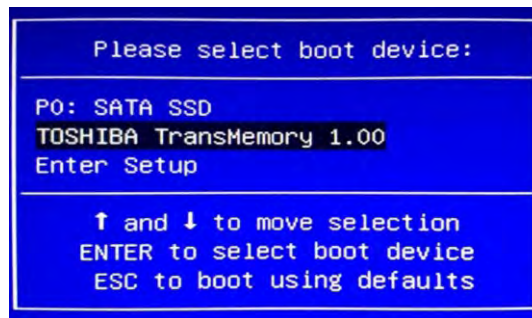 Please select boot device:
PO: SATA SSD
TOSHIBA TransMemory 1.00
Enter Setup
↑ and ↓ to move selection
ENTER to select boot device
ESC to boot using defaults